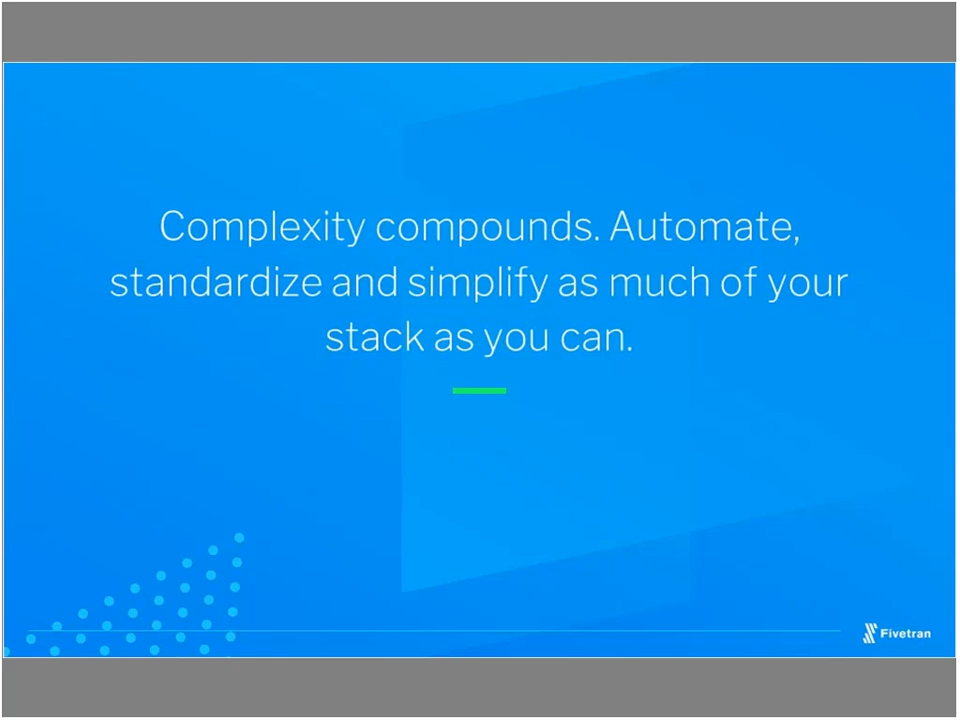 Complexity compounds. Automate,
standardize and simplify as much of your
stack as you can.
Fivetran